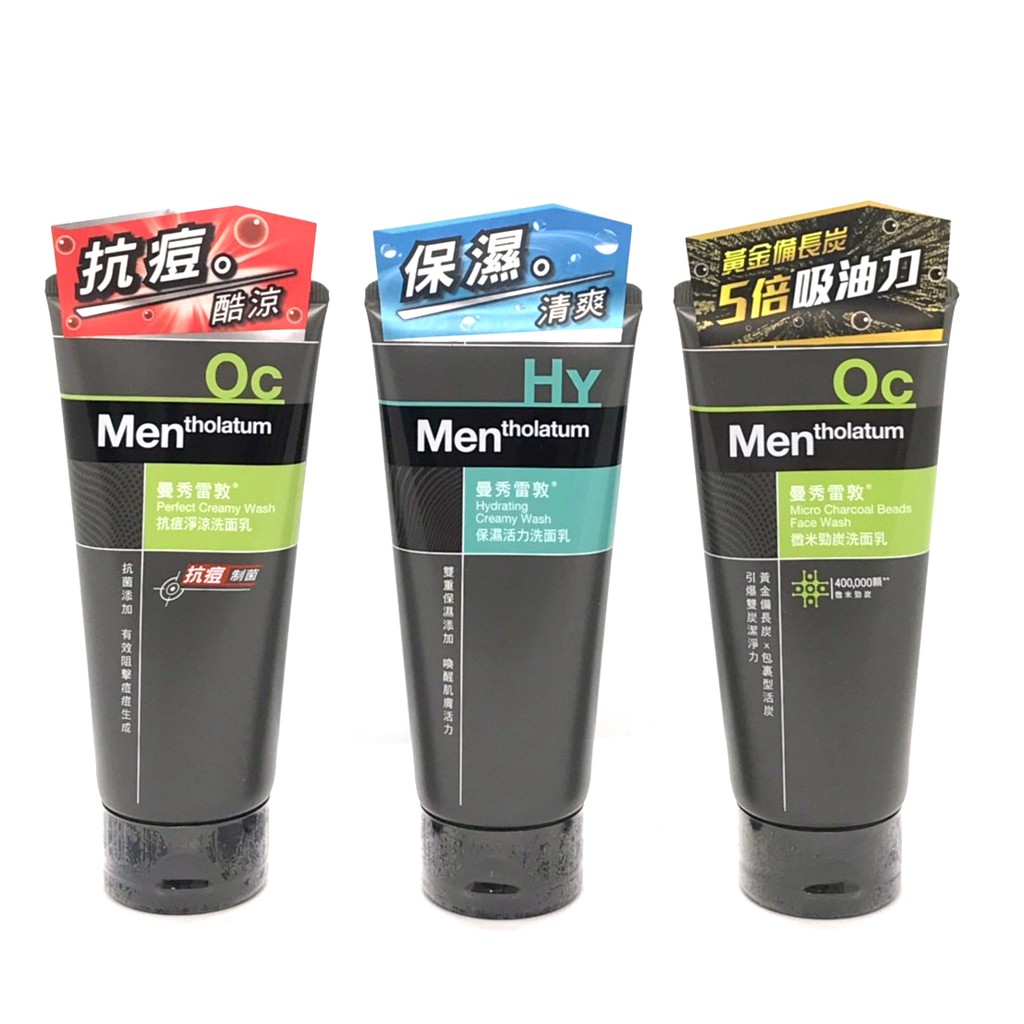 抗痘。
酷涼
Oc
Mentholatum
曼秀雷敦®
Perfect Creamy Wash
抗痘淨涼洗面乳
抗痘 制菌
抗菌添加 有效阻擊痘痘生成
保濕。
清爽
HY
Mentholatum
曼秀雷敦®
Hydrating
Creamy Wash
保濕活力洗面乳
雙重保濕添加 喚醒肌膚活力
黃金備長炭
5倍吸油力
Oc
Mentholatum
曼秀雷敦®
Micro Charcoal Beads
Face Wash
微米勁炭洗面乳
400,000顆**
微米勁炭
黃金備長炭x包裹型活炭
引爆雙炭潔淨力